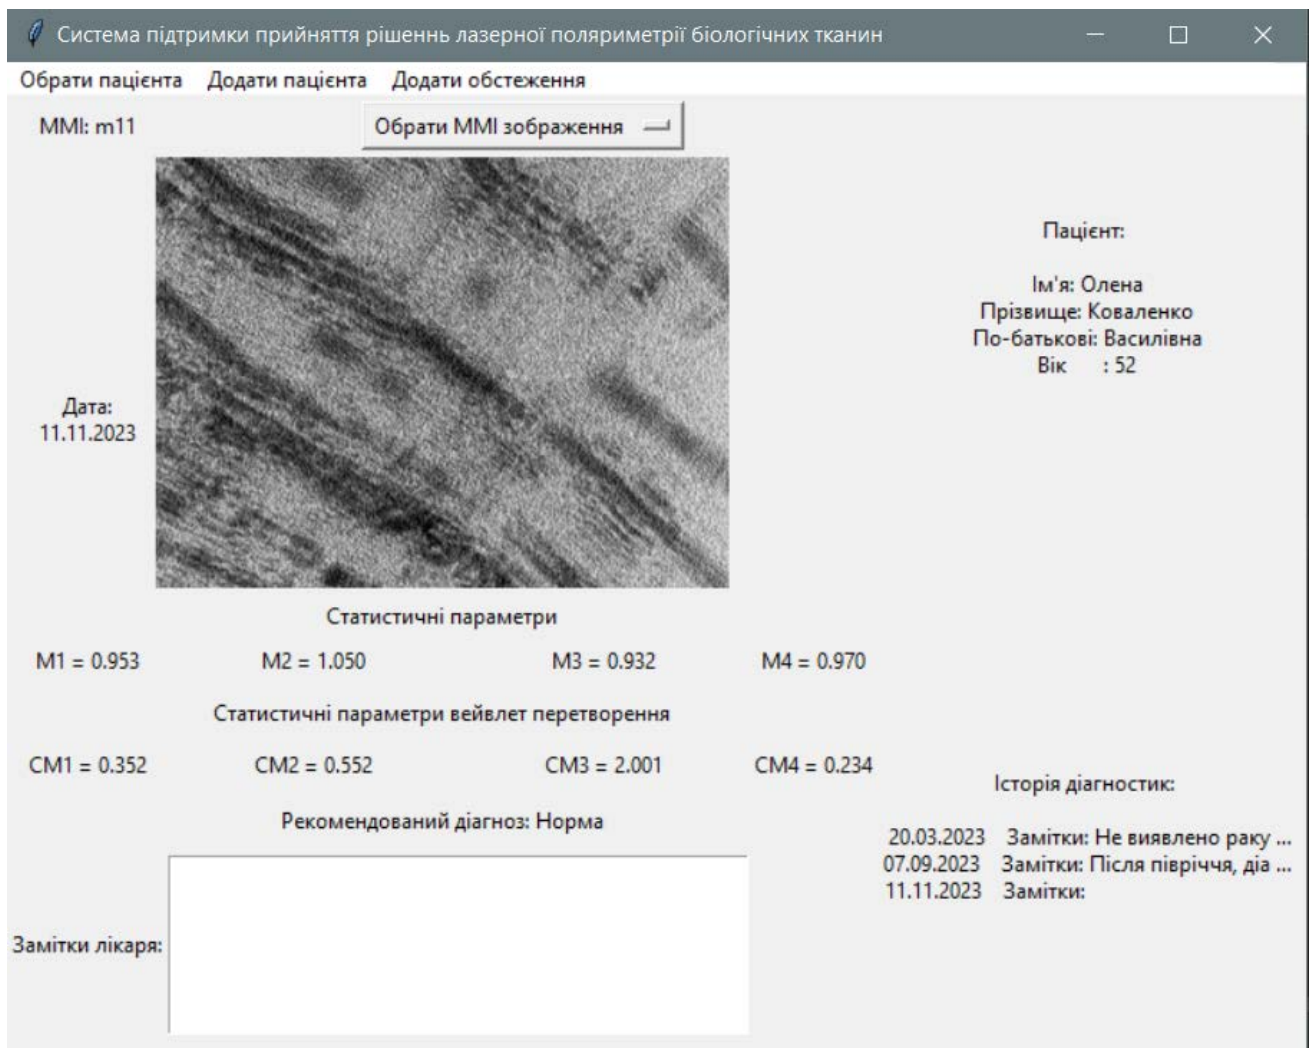 Система підтримки прийняття рішеннь лазерної поляриметрії біологічних тканин
Обрати пацієнта Додати пацієнта Додати обстеження
MMI: m11
Обрати ММІ зображення
Пацієнт:
Ім'я: Олена
Прізвище: Коваленко
По-батькові: Василівна
Вік : 52
Дата:
11.11.2023
Статистичні параметри
M1 = 0.953 M2 = 1.050 M3 = 0.932 M4 = 0.970
Статистичні параметри вейвлет перетворення
CM1 = 0.352 CM2 = 0.552 CM3 = 2.001 CM4 = 0.234
Рекомендований діагноз: Норма
Замітки лікаря:
Історія діагностик:
20.03.2023 Замітки: Не виявлено раку ...
07.09.2023 Замітки: Після півріччя, діа ...
11.11.2023 Замітки: